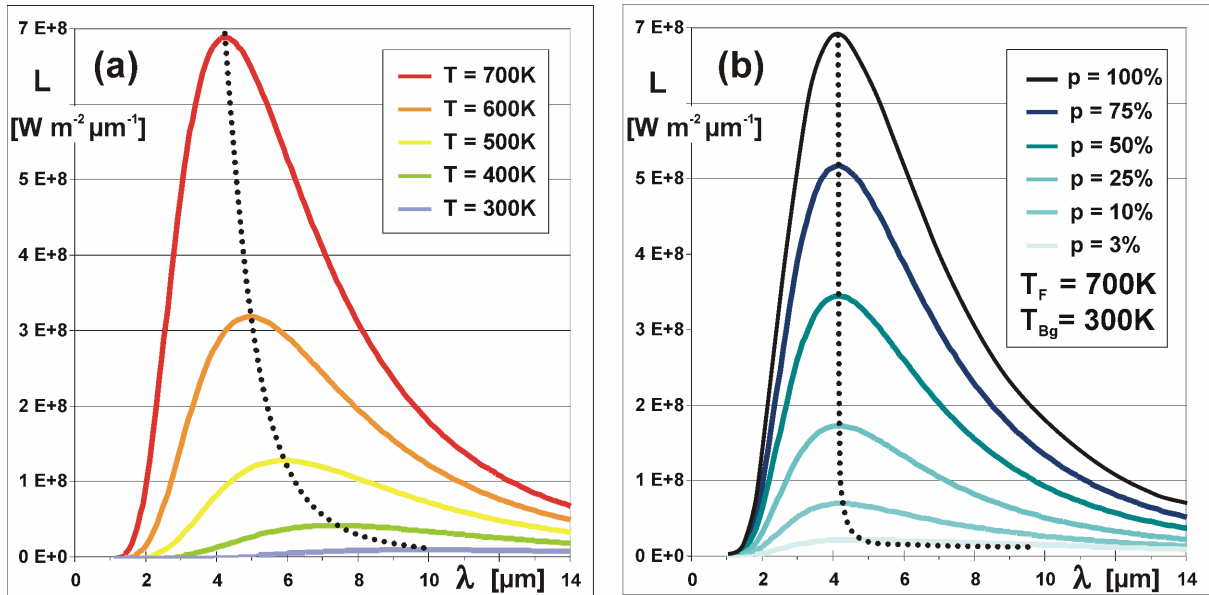 7 E+8
(a)
L
[W m⁻² µm⁻¹]
5 E+8
4 E+8
3 E+8
2 E+8
1 E+8
0 E+0
0
2
4
6
8
10
λ [µm]
14
T = 700K
T = 600K
T = 500K
T = 400K
T = 300K
7 E+8
(b)
L
[W m⁻² µm⁻¹]
5 E+8
4 E+8
3 E+8
2 E+8
1 E+8
0 E+0
0
2
4
6
8
10
λ [µm]
14
p = 100%
p = 75%
p = 50%
p = 25%
p = 10%
p = 3%
T_F = 700K
T_Bg = 300K